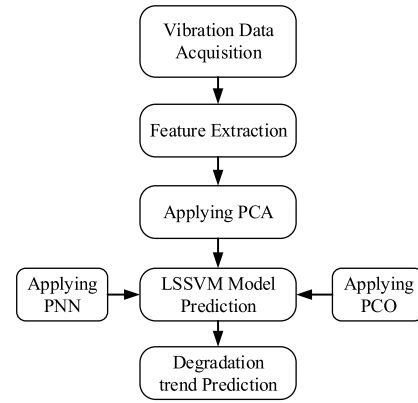 Vibration Data
Acquisition
Feature Extraction
Applying PCA
Applying
PNN
LSSVM Model
Prediction
Applying
PCO
Degradation
trend Prediction